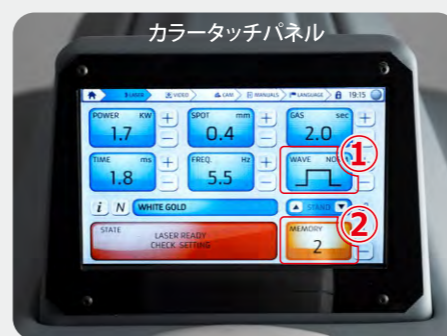 カラータッチパネル
LASER VIDEO CAM MANUALS LANGUAGE 19:15
POWER KW + SPOT mm + GAS sec +
1.7 0.4 2.0
①
TIME ms + FREQ. Hz + WAVE
1.8 5.5
i N WHITE GOLD
②
STATE MEMORY
LASER READY 2
CHECK SETTING